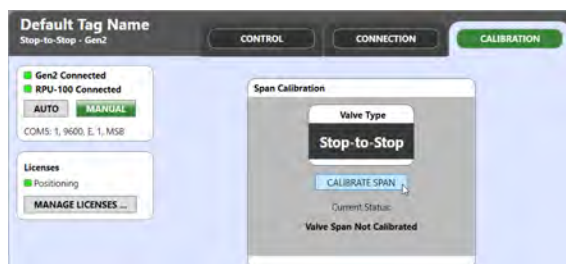 Default Tag Name
Stop-to-Stop - Gen2
CONTROL
CONNECTION
CALIBRATION
Gen2 Connected
RPU-100 Connected
AUTO
MANUAL
COM5: 1, 9600, E, 1, MSB
Licenses
Positioning
MANAGE LICENSES ...
Span Calibration
Valve Type
Stop-to-Stop
CALIBRATE SPAN
Current Status:
Valve Span Not Calibrated